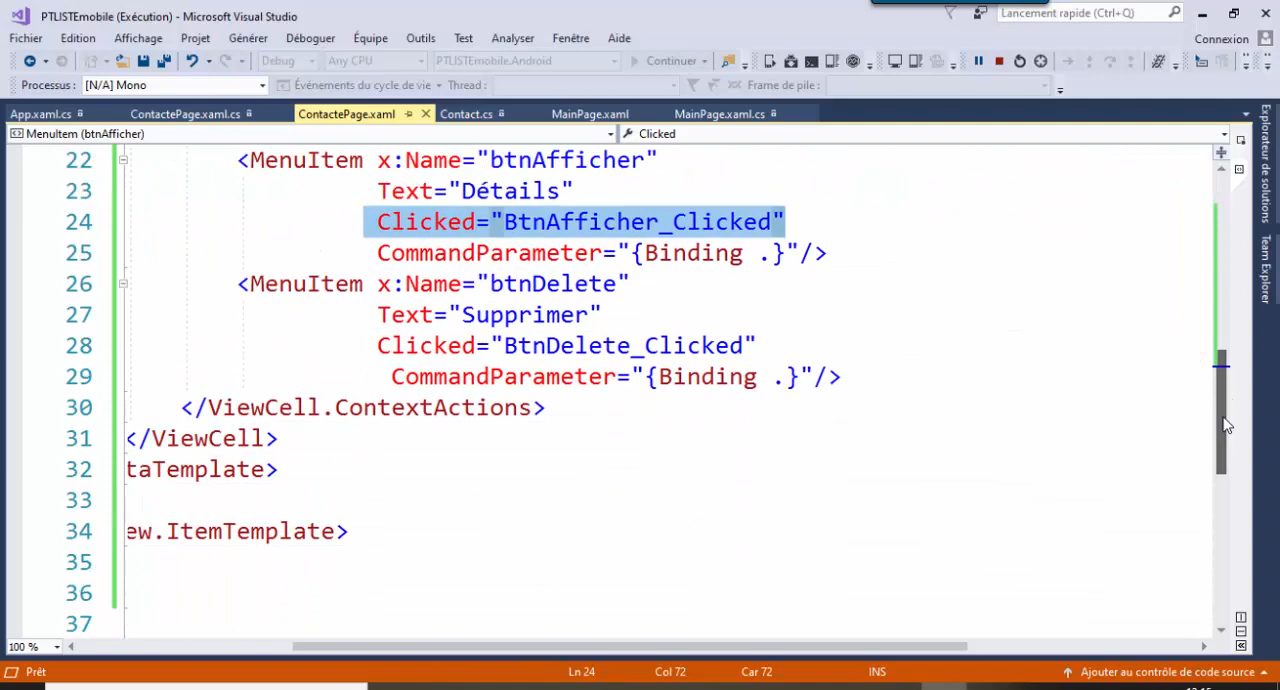 PTLISTEmobile (Exécution) - Microsoft Visual Studio
Lancement rapide (Ctrl+Q)
Fichier Edition Affichage Projet Générer Déboguer Équipe Outils Test Analyser Fenêtre Aide
Connexion
Debug Any CPU PTLISTEmobile.Android Continuer
Processus : [N/A] Mono Événements du cycle de vie Thread : Frame de pile :
App.xaml.cs ContactePage.xaml.cs ContactePage.xaml Contact.cs MainPage.xaml MainPage.xaml.cs
MenuItem (btnAfficher) Clicked
22 <MenuItem x:Name="btnAfficher"
23 Text="Détails"
24 Clicked="BtnAfficher_Clicked"
25 CommandParameter="{Binding .}"/>
26 <MenuItem x:Name="btnDelete"
27 Text="Supprimer"
28 Clicked="BtnDelete_Clicked"
29 CommandParameter="{Binding .}"/>
30 </ViewCell.ContextActions>
31 </ViewCell>
32 taTemplate>
33
34 ew.ItemTemplate>
35
36
37
Explorateur de solutions
Team Explorer
100 %
Prêt Ln 24 Col 72 Car 72 INS Ajouter au contrôle de code source